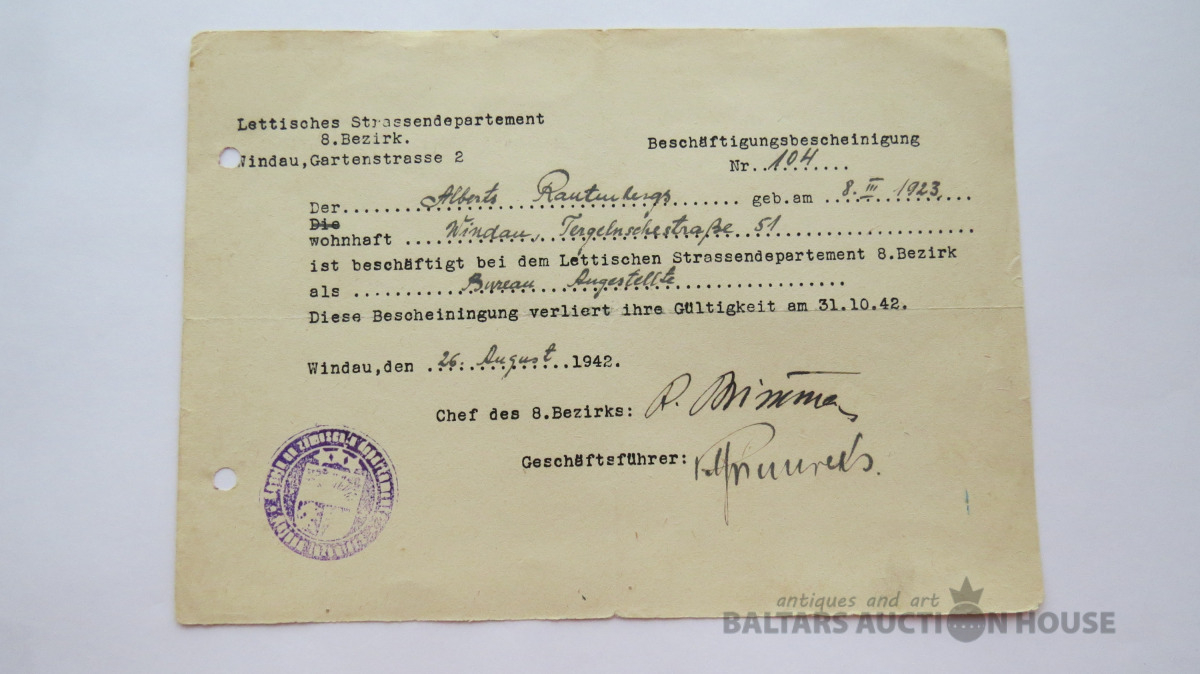 Lettisches Strassendepartement
8.Bezirk.
Windau,Gartenstrasse 2
Beschäftigungsbescheinigung
Nr..104......
Der.....Alberts Rautenbergs....... geb.am 8. III 1923
Die
wohnhaft ....Windau, Tergelnschestraße 51....
ist beschäftigt bei dem Lettischen Strassendepartement 8.Bezirk
als ..........Bureau Angestellte..........
Diese Bescheiningung verliert ihre Gültigkeit am 31.10.42.
Windau,den .26. August..1942.
Chef des 8.Bezirks: R.
Geschäftsführer:
antiques and art
BALTARS AUCTION HOUSE